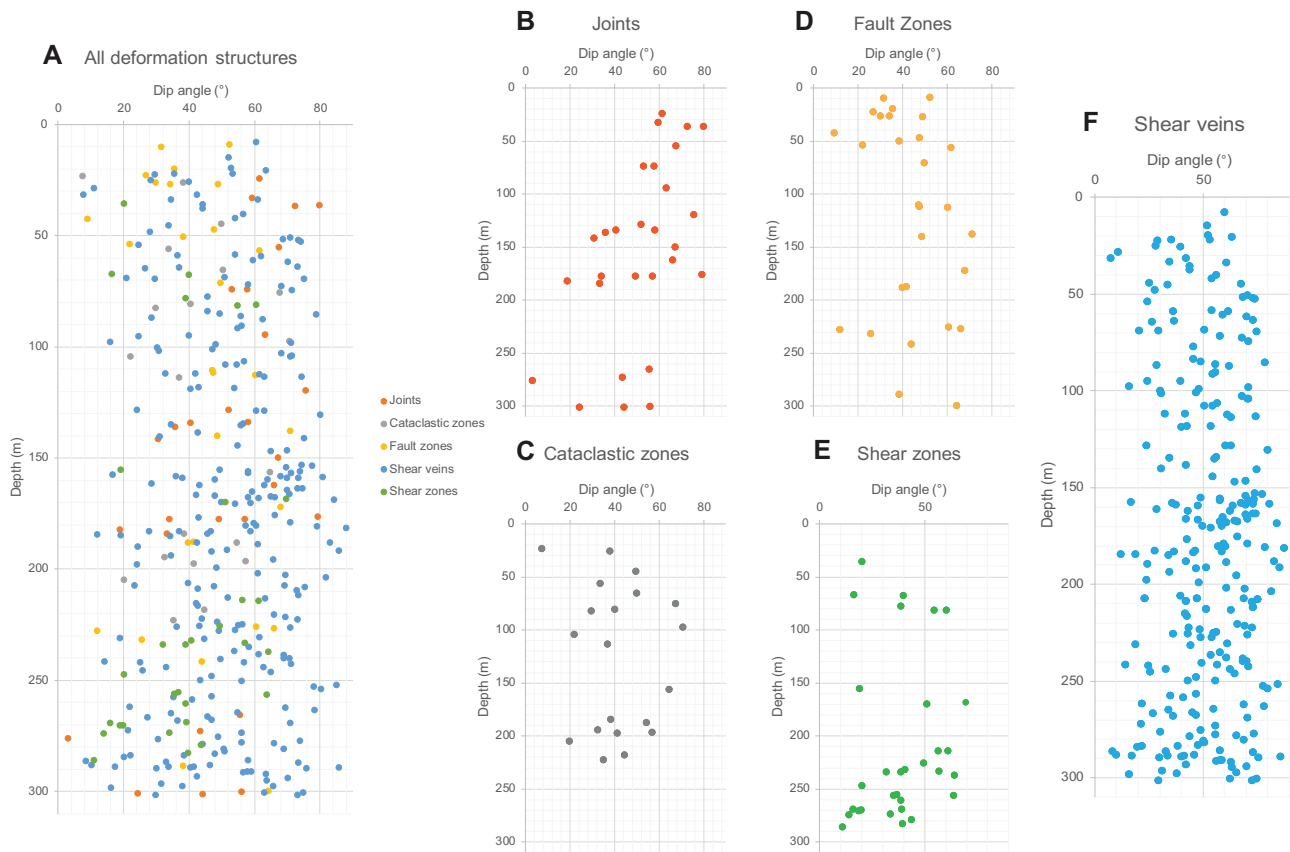 A All deformation structures
Dip angle (°)
0 20 40 60 80
Depth (m)
0
50
100
150
200
250
300
Joints
Cataclastic zones
Fault zones
Shear veins
Shear zones
B Joints
Dip angle (°)
0 20 40 60 80
Depth (m)
0
50
100
150
200
250
300
C Cataclastic zones
Dip angle (°)
0 20 40 60 80
Depth (m)
0
50
100
150
200
250
300
D Fault Zones
Dip angle (°)
0 20 40 60 80
Depth (m)
0
50
100
150
200
250
300
E Shear zones
Dip angle (°)
0 50
Depth (m)
0
50
100
150
200
250
300
F Shear veins
Dip angle (°)
0 50
Depth (m)
0
50
100
150
200
250
300